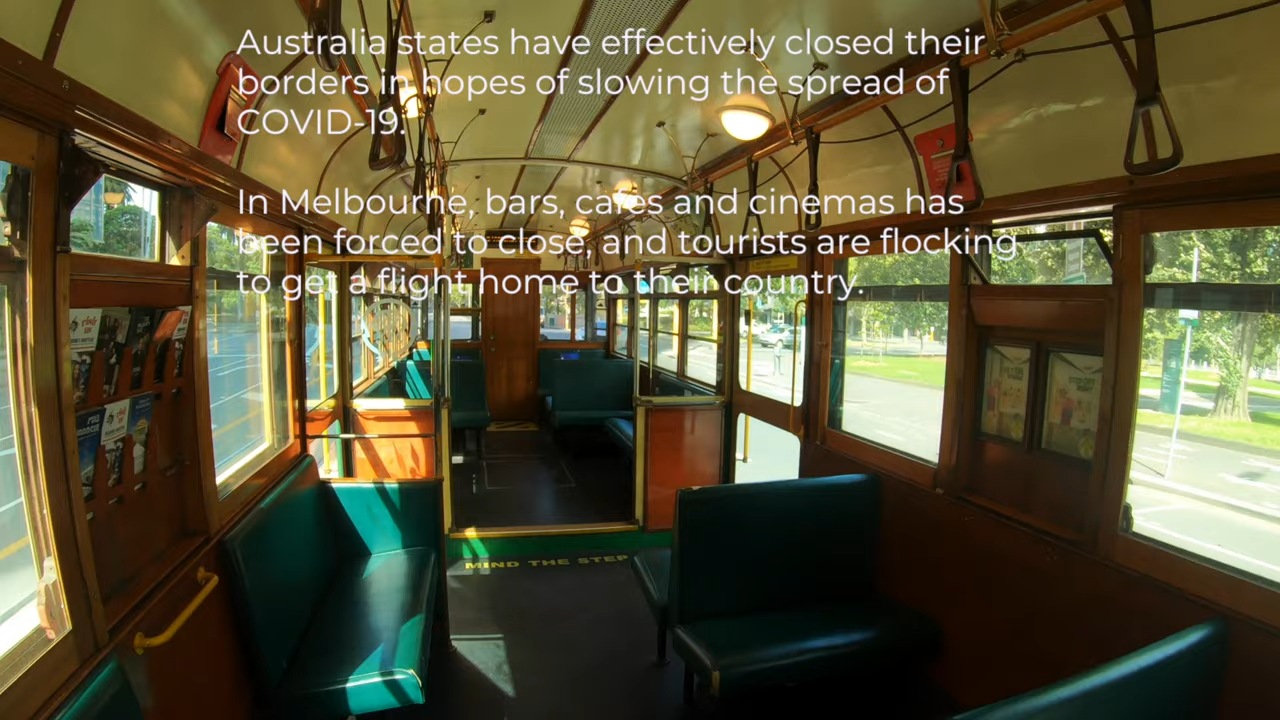 Australia states have effectively closed their
borders in hopes of slowing the spread of
COVID-19.
In Melbourne, bars, cafes and cinemas has
been forced to close, and tourists are flocking
to get a flight home to their country.
MIND THE STEP